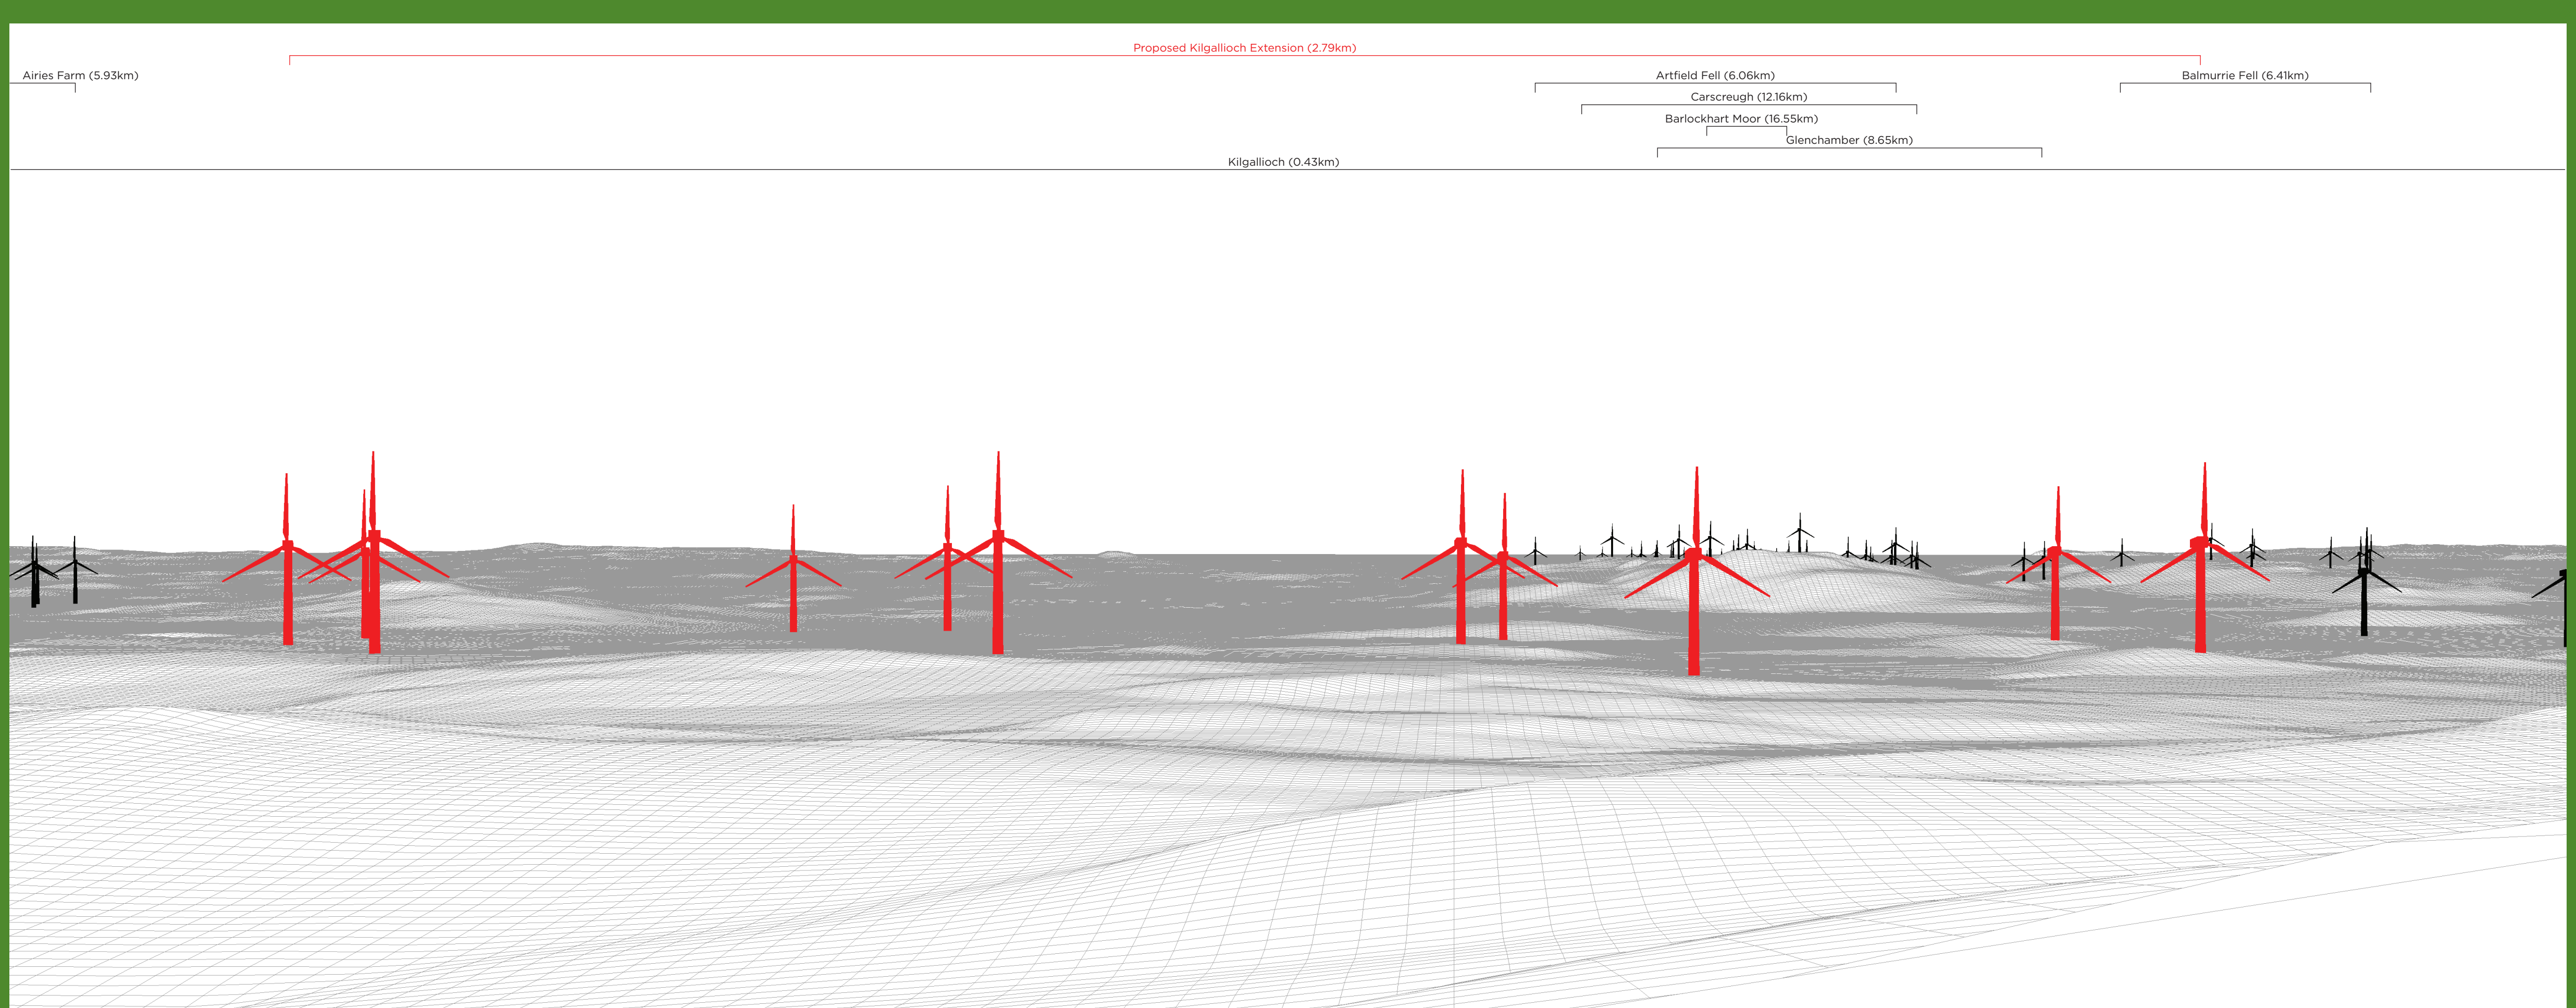 Proposed Kilgallioch Extension (2.79km)
Airies Farm (5.93km)
Artfield Fell (6.06km)
Balmurrie Fell (6.41km)
Carscreugh (12.16km)
Barlockhart Moor (16.55km)
Glenchamber (8.65km)
Kilgallioch (0.43km)